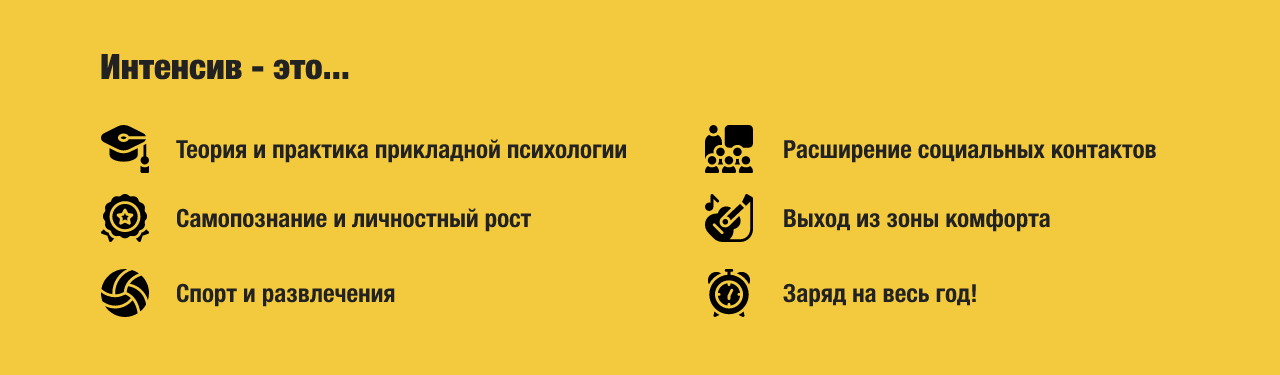 Интенсив - это...
Теория и практика прикладной психологии
Самопознание и личностный рост
Спорт и развлечения
Расширение социальных контактов
Выход из зоны комфорта
Заряд на весь год!